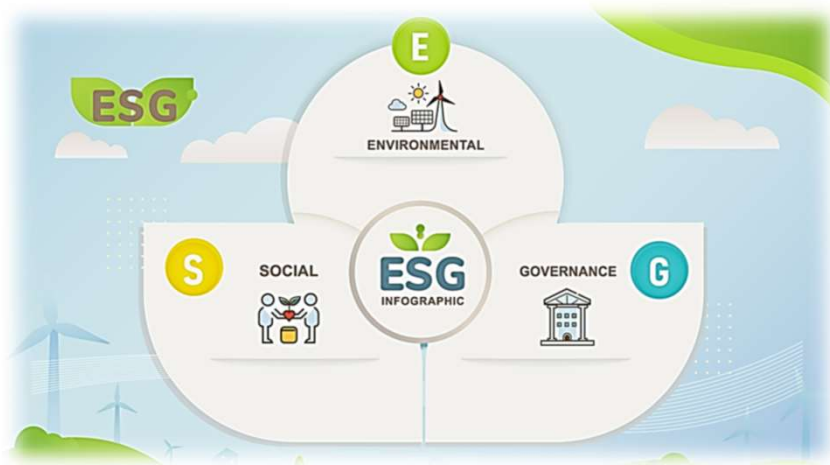 E
ESG
ENVIRONMENTAL
S
SOCIAL
ESG
INFOGRAPHIC
GOVERNANCE
G